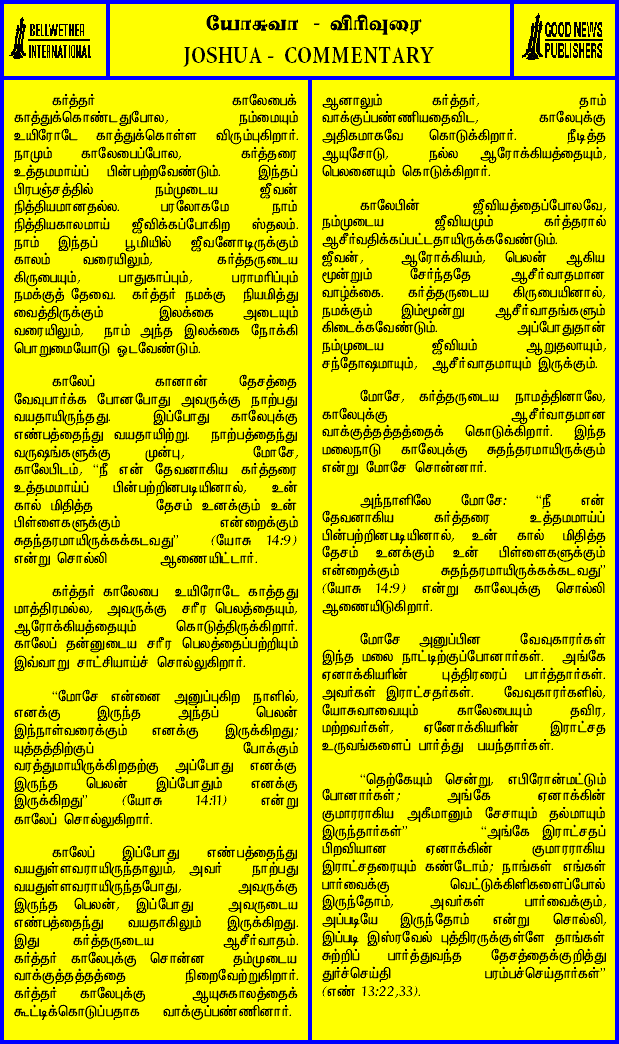 BELLWETHER
INTERNATIONAL
யோசுவா - விரிவுரை
JOSHUA - COMMENTARY
GOOD NEWS
PUBLISHERS
கர்த்தர் காலேபைக்
காத்துக்கொண்டதுபோல, நம்மையும்
உயிரோடே காத்துக்கொள்ள விரும்புகிறார்.
நாமும் காலேபைப்போல, கர்த்தரை
உத்தமமாய்ப் பின்பற்றவேண்டும். இந்தப்
பிரபஞ்சத்தில் நம்முடைய ஜீவன்
நித்தியமானதல்ல. பரலோகமே நாம்
நித்தியகாலமாய் ஜீவிக்கப்போகிற ஸ்தலம்.
நாம் இந்தப் பூமியில் ஜீவனோடிருக்கும்
காலம் வரையிலும், கர்த்தருடைய
கிருபையும், பாதுகாப்பும், பராமரிப்பும்
நமக்குத் தேவை. கர்த்தர் நமக்கு நியமித்து
வைத்திருக்கும் இலக்கை அடையும்
வரையிலும், நாம் அந்த இலக்கை நோக்கி
பொறுமையோடு ஓடவேண்டும்.
காலேப் கானான் தேசத்தை
வேவுபார்க்க போனபோது அவருக்கு நாற்பது
வயதாயிருந்தது. இப்போது காலேபுக்கு
எண்பத்தைந்து வயதாயிற்று. நாற்பத்தைந்து
வருஷங்களுக்கு முன்பு, மோசே,
காலேபிடம், “நீ என் தேவனாகிய கர்த்தரை
உத்தமமாய்ப் பின்பற்றினபடியினால், உன்
கால் மிதித்த தேசம் உனக்கும் உன்
பிள்ளைகளுக்கும் என்றைக்கும்
சுதந்தரமாயிருக்கக்கடவது” (யோசு 14:9)
என்று சொல்லி ஆணையிட்டார்.
கர்த்தர் காலேபை உயிரோடே காத்தது
மாத்திரமல்ல, அவருக்கு சரீர பெலத்தையும்,
ஆரோக்கியத்தையும் கொடுத்திருக்கிறார்.
காலேப் தன்னுடைய சரீர பெலத்தைப்பற்றியும்
இவ்வாறு சாட்சியாய்ச் சொல்லுகிறார்.
“மோசே என்னை அனுப்புகிற நாளில்,
எனக்கு இருந்த அந்தப் பெலன்
இந்நாள்வரைக்கும் எனக்கு இருக்கிறது;
யுத்தத்திற்குப் போக்கும்
வரத்துமாயிருக்கிறதற்கு அப்போது எனக்கு
இருந்த பெலன் இப்போதும் எனக்கு
இருக்கிறது” (யோசு 14:11) என்று
காலேப் சொல்லுகிறார்.
காலேப் இப்போது எண்பத்தைந்து
வயதுள்ளவராயிருந்தாலும், அவர் நாற்பது
வயதுள்ளவராயிருந்தபோது, அவருக்கு
இருந்த பெலன், இப்போது அவருடைய
எண்பத்தைந்து வயதாகிலும் இருக்கிறது.
இது கர்த்தருடைய ஆசீர்வாதம்.
கர்த்தர் காலேபுக்கு சொன்ன தம்முடைய
வாக்குத்தத்தத்தை நிறைவேற்றுகிறார்.
கர்த்தர் காலேபுக்கு ஆயுசுகாலத்தைக்
கூட்டிக்கொடுப்பதாக வாக்குப்பண்ணினார்.
ஆனாலும் கர்த்தர், தாம்
வாக்குப்பண்ணியதைவிட, காலேபுக்கு
அதிகமாகவே கொடுக்கிறார். நீடித்த
ஆயுசோடு, நல்ல ஆரோக்கியத்தையும்,
பெலனையும் கொடுக்கிறார்.
காலேபின் ஜீவியத்தைப்போலவே,
நம்முடைய ஜீவியமும் கர்த்தரால்
ஆசீர்வதிக்கப்பட்டதாயிருக்கவேண்டும்.
ஜீவன், ஆரோக்கியம், பெலன் ஆகிய
மூன்றும் சேர்ந்ததே ஆசீர்வாதமான
வாழ்க்கை. கர்த்தருடைய கிருபையினால்,
நமக்கும் இம்மூன்று ஆசீர்வாதங்களும்
கிடைக்கவேண்டும். அப்போதுதான்
நம்முடைய ஜீவியம் ஆறுதலாயும்,
சந்தோஷமாயும், ஆசீர்வாதமாயும் இருக்கும்.
மோசே, கர்த்தருடைய நாமத்தினாலே,
காலேபுக்கு ஆசீர்வாதமான
வாக்குத்தத்தத்தைக் கொடுக்கிறார். இந்த
மலைநாடு காலேபுக்கு சுதந்தரமாயிருக்கும்
என்று மோசே சொன்னார்.
அந்நாளிலே மோசே: “நீ என்
தேவனாகிய கர்த்தரை உத்தமமாய்ப்
பின்பற்றினபடியினால், உன் கால் மிதித்த
தேசம் உனக்கும் உன் பிள்ளைகளுக்கும்
என்றைக்கும் சுதந்தரமாயிருக்கக்கடவது”
(யோசு 14:9) என்று காலேபுக்கு சொல்லி
ஆணையிடுகிறார்.
மோசே அனுப்பின வேவுகாரர்கள்
இந்த மலை நாட்டிற்குப்போனார்கள். அங்கே
ஏனாக்கியரின் புத்திரரைப் பார்த்தார்கள்.
அவர்கள் இராட்சதர்கள். வேவுகாரர்களில்,
யோசுவாவையும் காலேபையும் தவிர,
மற்றவர்கள், ஏனோக்கியரின் இராட்சத
உருவங்களைப் பார்த்து பயந்தார்கள்.
“தெற்கேயும் சென்று, எபிரோன்மட்டும்
போனார்கள்; அங்கே ஏனாக்கின்
குமாரராகிய அகீமானும் சேசாயும் தல்மாயும்
இருந்தார்கள்” “அங்கே இராட்சதப்
பிறவியான ஏனாக்கின் குமாரராகிய
இராட்சதரையும் கண்டோம்; நாங்கள் எங்கள்
பார்வைக்கு வெட்டுக்கிளிகளைப்போல்
இருந்தோம், அவர்கள் பார்வைக்கும்,
அப்படியே இருந்தோம் என்று சொல்லி,
இப்படி இஸ்ரவேல் புத்திரருக்குள்ளே தாங்கள்
சுற்றிப் பார்த்துவந்த தேசத்தைக்குறித்து
துர்ச்செய்தி பரம்பச்செய்தார்கள்”
(எண் 13:22,33).